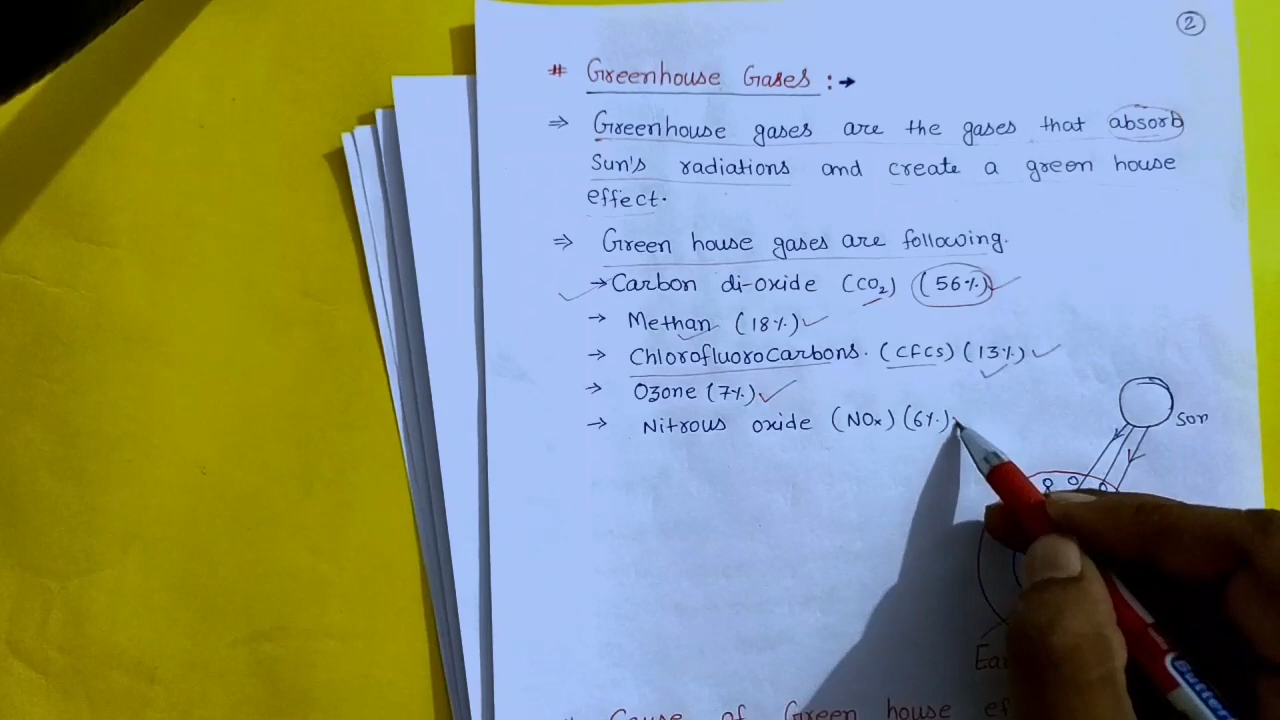 2
# Greenhouse Gases :→
⇒ Greenhouse gases are the gases that absorb
Sun's radiations and create a green house
effect.
⇒ Green house gases are following.
→ Carbon di-oxide (CO₂) (56%)
→ Methan (18%)
→ Chlorofluorocarbons. (CFCs) (13%)
→ Ozone (7%)
→ Nitrous oxide (NOx) (6%)
Son
Cause of Green house